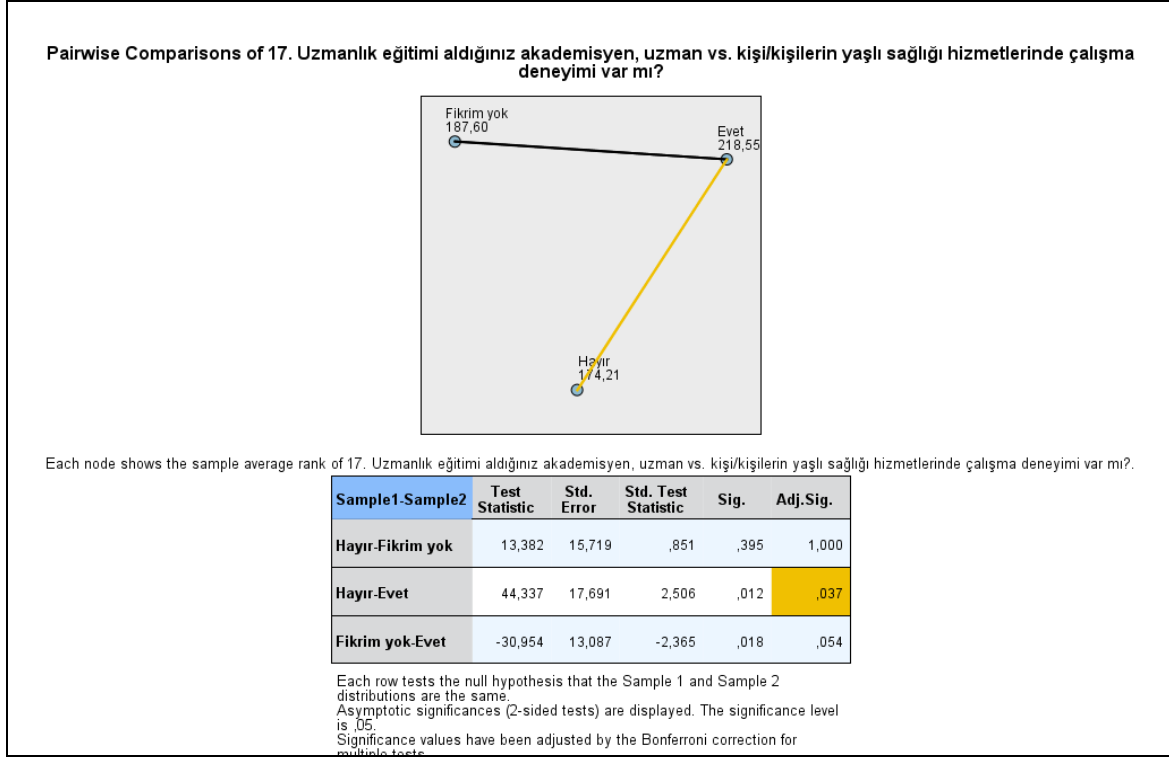 Pairwise Comparisons of 17. Uzmanlık eğitimi aldığınız akademisyen, uzman vs. kişi/kişilerin yaşlı sağlığı hizmetlerinde çalışma
deneyimi var mı?
Fikrim yok
187,60
Evet
218,55
Hayır
174,21
Each node shows the sample average rank of 17. Uzmanlık eğitimi aldığınız akademisyen, uzman vs. kişi/kişilerin yaşlı sağlığı hizmetlerinde çalışma deneyimi var mı?.
Sample1-Sample2 Test Statistic Std. Error Std. Test Statistic Sig. Adj.Sig.
Hayır-Fikrim yok 13,382 15,719 ,851 ,395 1,000
Hayır-Evet 44,337 17,691 2,506 ,012 ,037
Fikrim yok-Evet -30,954 13,087 -2,365 ,018 ,054
Each row tests the null hypothesis that the Sample 1 and Sample 2
distributions are the same.
Asymptotic significances (2-sided tests) are displayed. The significance level
is ,05.
Significance values have been adjusted by the Bonferroni correction for
multiple tests.